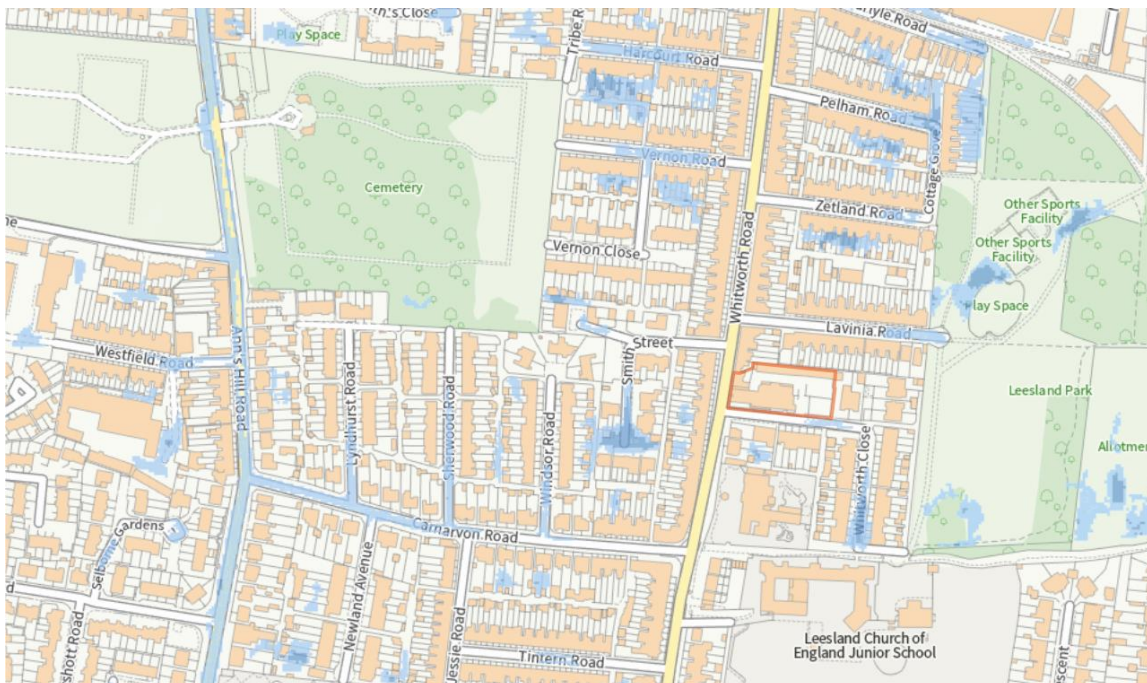 Play Space
Harcourt Road
Pelham Road
Cottage Grove
Vernon Road
Cemetery
Zetland Road
Other Sports
Facility
Other Sports
Facility
Vernon Close
Whitworth Road
Play Space
Lavinia Road
Street
Smith
Westfield Road
Ann's Hill Road
Lyndhurst Road
Sherwood Road
Windsor Road
Leesland Park
Whitworth Close
Carnarvon Road
Selborne Gardens
Newland Avenue
Jessie Road
Tintern Road
Leesland Church of
England Junior School